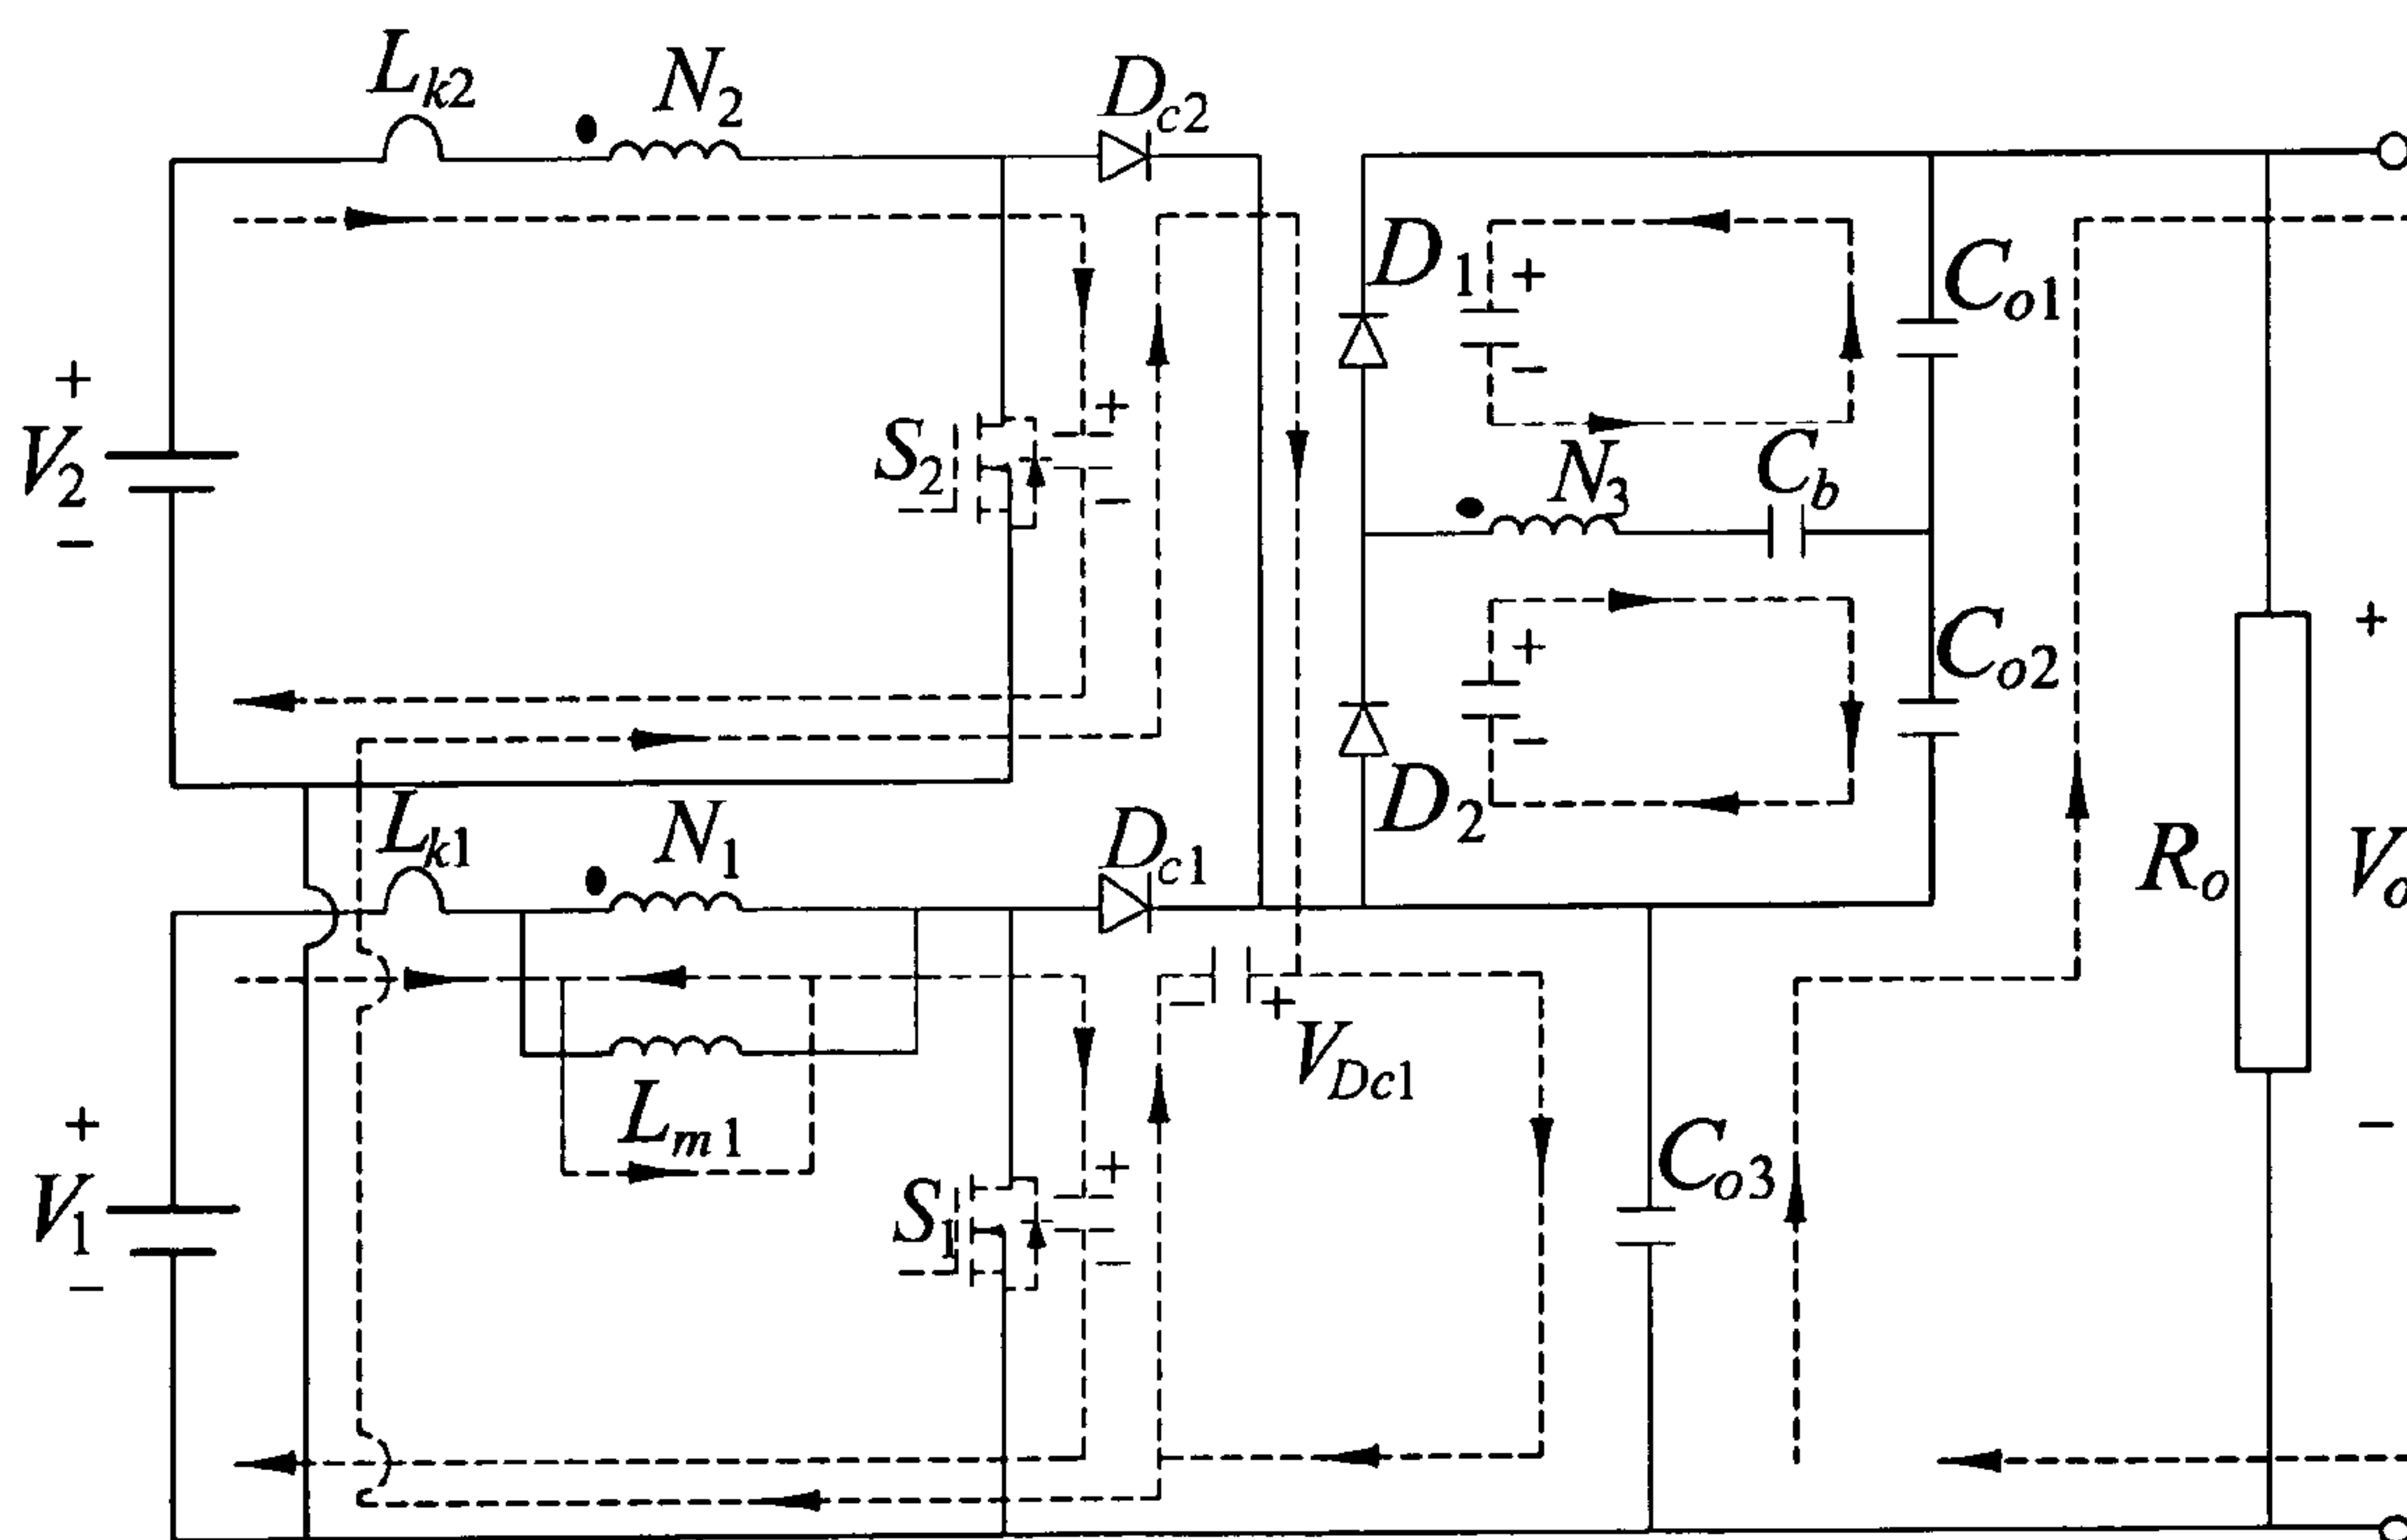 L_{k2}
N_2
D_{c2}
+
V_2
−
S_2
+
−
D_1
+
−
C_{o1}
N_3
C_b
D_2
+
−
C_{o2}
L_{k1}
N_1
D_{c1}
− +
V_{Dc1}
L_{m1}
+
V_1
−
S_1
+
−
C_{o3}
R_o
+
V_o
−